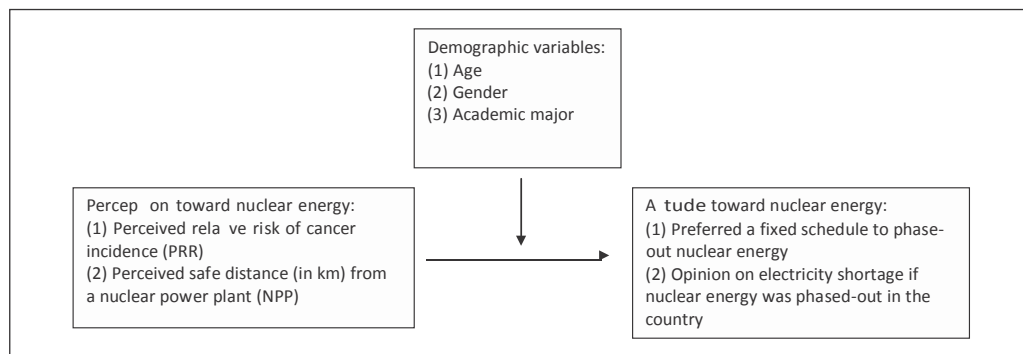 Demographic variables:
(1) Age
(2) Gender
(3) Academic major
Percep on toward nuclear energy:
(1) Perceived rela ve risk of cancer
incidence (PRR)
(2) Perceived safe distance (in km) from
a nuclear power plant (NPP)
A tude toward nuclear energy:
(1) Preferred a fixed schedule to phase-
out nuclear energy
(2) Opinion on electricity shortage if
nuclear energy was phased-out in the
country